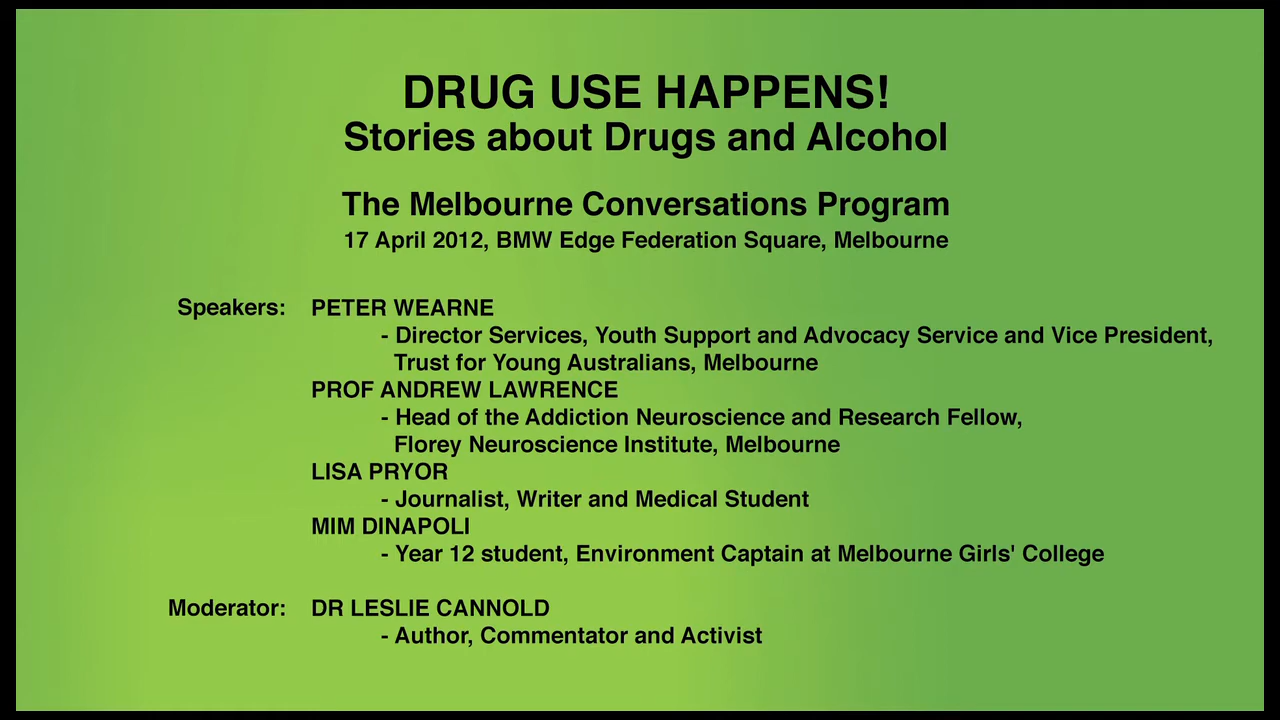 DRUG USE HAPPENS!
Stories about Drugs and Alcohol
The Melbourne Conversations Program
17 April 2012, BMW Edge Federation Square, Melbourne
Speakers: PETER WEARNE
- Director Services, Youth Support and Advocacy Service and Vice President,
Trust for Young Australians, Melbourne
PROF ANDREW LAWRENCE
- Head of the Addiction Neuroscience and Research Fellow,
Florey Neuroscience Institute, Melbourne
LISA PRYOR
- Journalist, Writer and Medical Student
MIM DINAPOLI
- Year 12 student, Environment Captain at Melbourne Girls' College
Moderator: DR LESLIE CANNOLD
- Author, Commentator and Activist